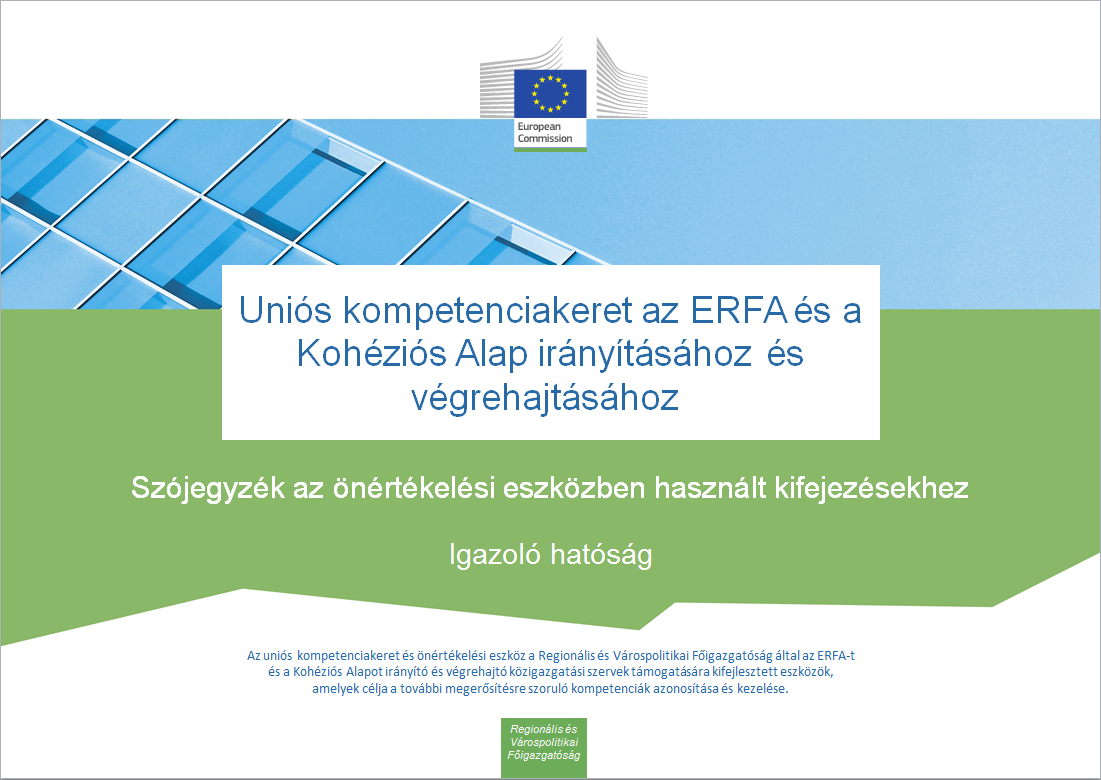 European
Commission
Uniós kompetenciakeret az ERFA és a
Kohéziós Alap irányításához és
végrehajtásához
Szójegyzék az önértékelési eszközben használt kifejezésekhez
Igazoló hatóság
Az uniós kompetenciakeret és önértékelési eszköz a Regionális és Várospolitikai Főigazgatóság által az ERFA-t
és a Kohéziós Alapot irányító és végrehajtó közigazgatási szervek támogatására kifejlesztett eszközök,
amelyek célja a további megerősítésre szoruló kompetenciák azonosítása és kezelése.
Regionális és
Várospolitikai
Főigazgatóság